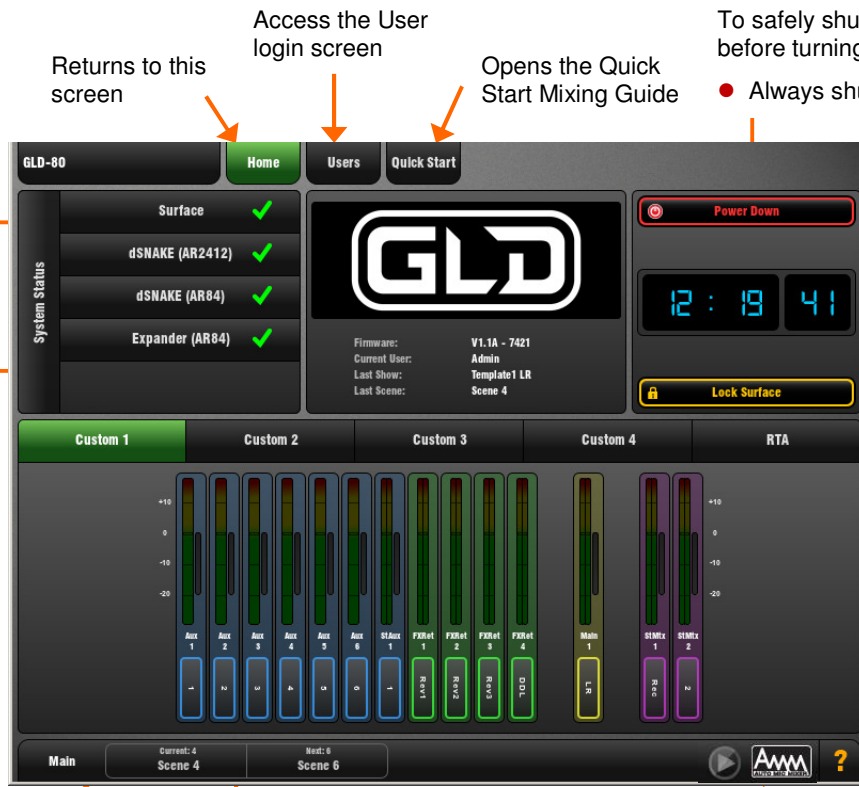 Returns to this
screen
Access the User
login screen
Opens the Quick
Start Mixing Guide
To safely shu
before turning
● Always shu
GLD-80
Home
Users
Quick Start
System Status
Surface
dSNAKE (AR2412)
dSNAKE (AR84)
Expander (AR84)
GLD
Firmware: V1.1A - 7421
Current User: Admin
Last Show: Template1 LR
Last Scene: Scene 4
Power Down
12 : 19 41
Lock Surface
Custom 1
Custom 2
Custom 3
Custom 4
RTA
+10
0
-10
-20
+10
0
-10
-20
Aux 1
Aux 2
Aux 3
Aux 4
Aux 5
Aux 6
StAux 1
FXRet 1
FXRet 2
FXRet 3
FXRet 4
Main 1
StMtx 1
StMtx 2
1
2
3
4
5
6
1
Rev1
Rev2
Rev3
DDL
LR
Rec
2
Main
Current: 4
Scene 4
Next: 6
Scene 6
Amm
AUTO MIC MIXER
?